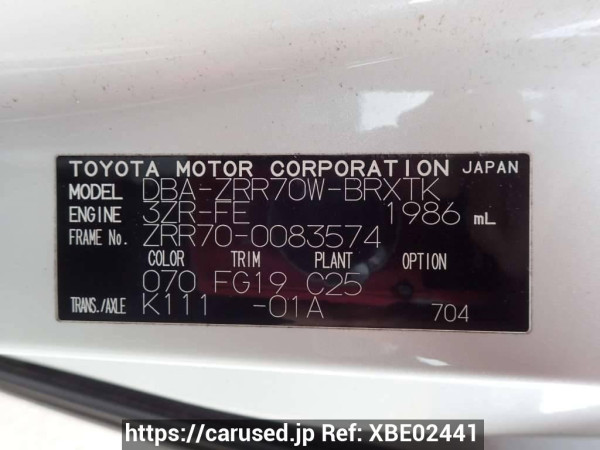 TOYOTA MOTOR CORPORATION JAPAN
MODEL DBA-ZRR70W-BRXTK
ENGINE 3ZR-FE 1986 mL
FRAME No. ZRR70-0083574
COLOR TRIM PLANT OPTION
070 FG19 C25
TRANS./AXLE K111 -01A 704
https://carused.jp Ref: XBE02441